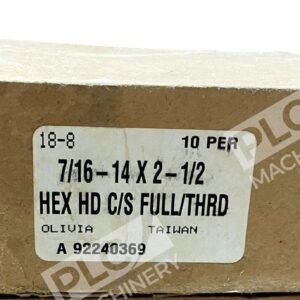 18-8 10 PER
7/16-14 X 2-1/2
HEX HD C/S FULL/THRD
OLIVIA TAIWAN
A 92240369